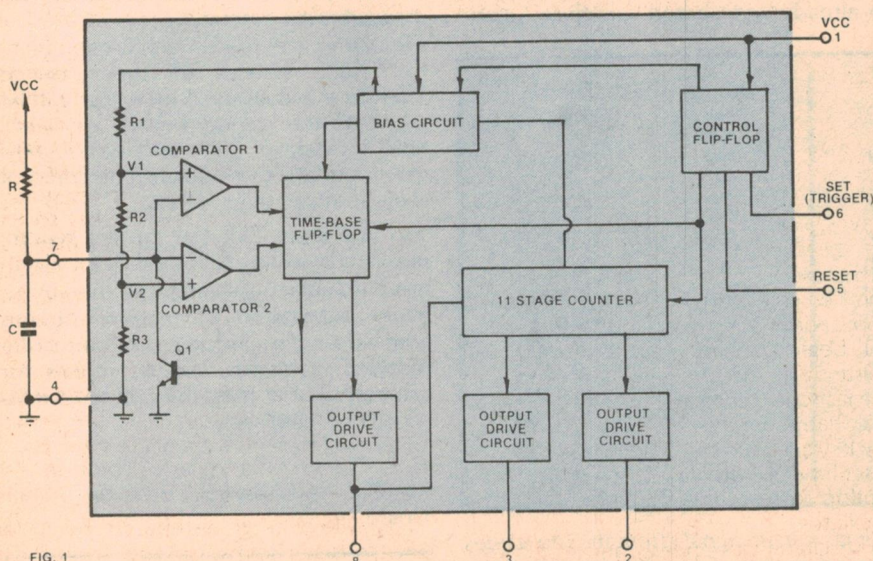 VCC
1
VCC
R1
BIAS CIRCUIT
CONTROL
FLIP-FLOP
COMPARATOR 1
R
V1
+
−
SET
(TRIGGER)
6
R2
TIME-BASE
FLIP-FLOP
7
−
+
V2
RESET
5
COMPARATOR 2
11 STAGE COUNTER
C
R3
Q1
4
OUTPUT
DRIVE
CIRCUIT
OUTPUT
DRIVE
CIRCUIT
OUTPUT
DRIVE
CIRCUIT
FIG. 1
8
3
2